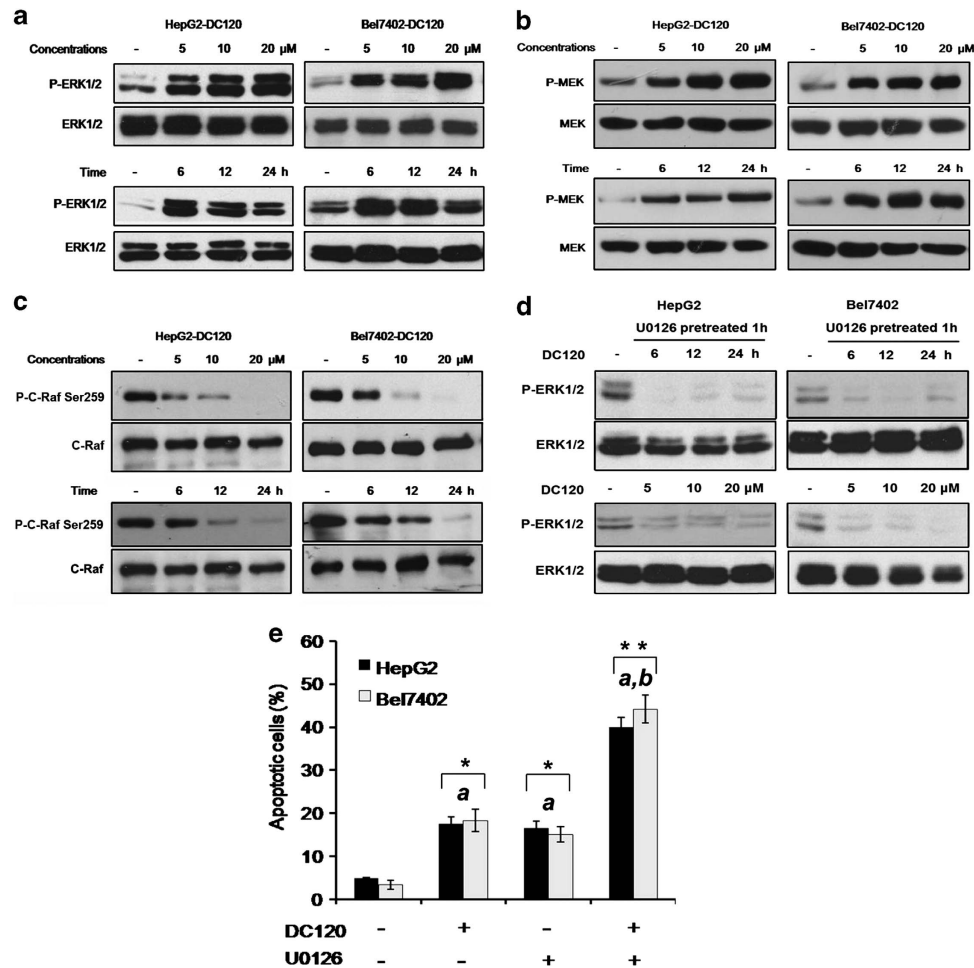 a
HepG2-DC120 Bel7402-DC120
Concentrations - 5 10 20 µM - 5 10 20 µM
P-ERK1/2
ERK1/2
Time - 6 12 24 h - 6 12 24 h
P-ERK1/2
ERK1/2
b
HepG2-DC120 Bel7402-DC120
Concentrations - 5 10 20 µM - 5 10 20 µM
P-MEK
MEK
Time - 6 12 24 h - 6 12 24 h
P-MEK
MEK
c
HepG2-DC120 Bel7402-DC120
Concentrations - 5 10 20 µM - 5 10 20 µM
P-C-Raf Ser259
C-Raf
Time - 6 12 24 h - 6 12 24 h
P-C-Raf Ser259
C-Raf
d
HepG2 Bel7402
U0126 pretreated 1h U0126 pretreated 1h
DC120 - 6 12 24 h - 6 12 24 h
P-ERK1/2
ERK1/2
DC120 - 5 10 20 µM - 5 10 20 µM
P-ERK1/2
ERK1/2
e
Apoptotic cells (%)
60
50
40
30
20
10
0
HepG2
Bel7402
* * * *
a a a,b
DC120 - + - +
U0126 - - + +